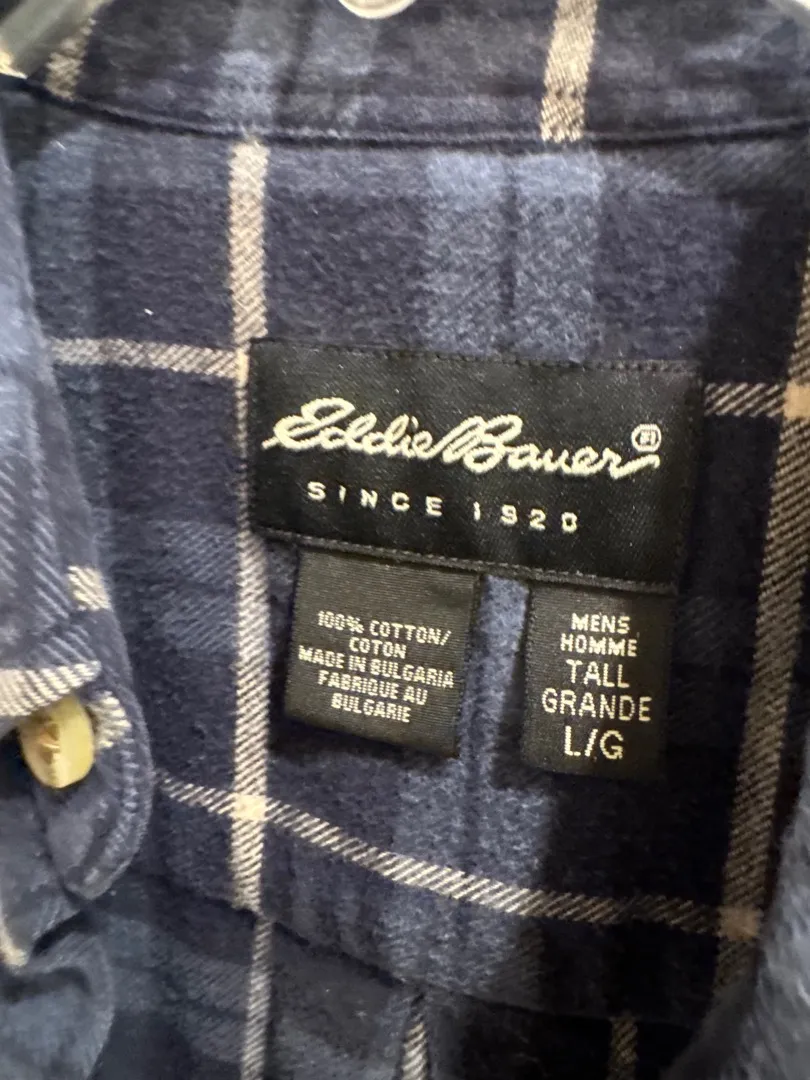 Eddie Bauer
SINCE 1920
100% COTTON/
COTON
MADE IN BULGARIA
FABRIQUE AU
BULGARIE
MENS
HOMME
TALL
GRANDE
L/G